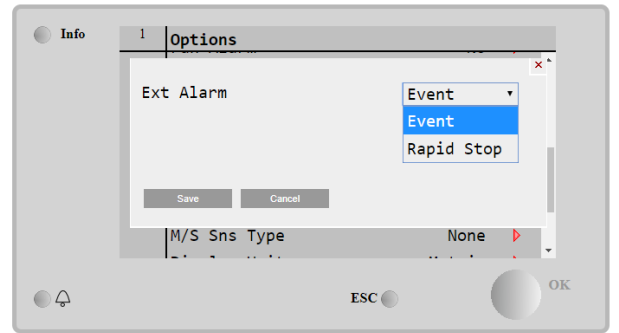 Info
1 Options
Ext Alarm
Event
Event
Rapid Stop
Save Cancel
M/S Sns Type None
ESC
OK